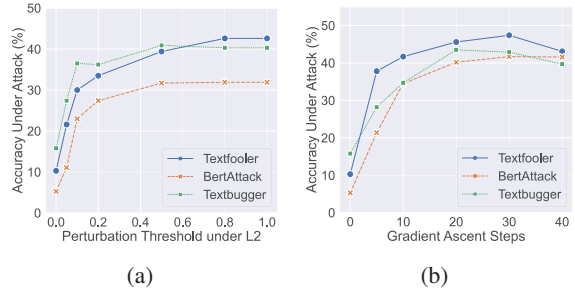 Accuracy Under Attack (%)
50
40
30
20
10
0
0.0 0.2 0.4 0.6 0.8 1.0
Perturbation Threshold under L2
Textfooler
BertAttack
Textbugger
(a)
Accuracy Under Attack (%)
50
40
30
20
10
0
0 10 20 30 40
Gradient Ascent Steps
Textfooler
BertAttack
Textbugger
(b)